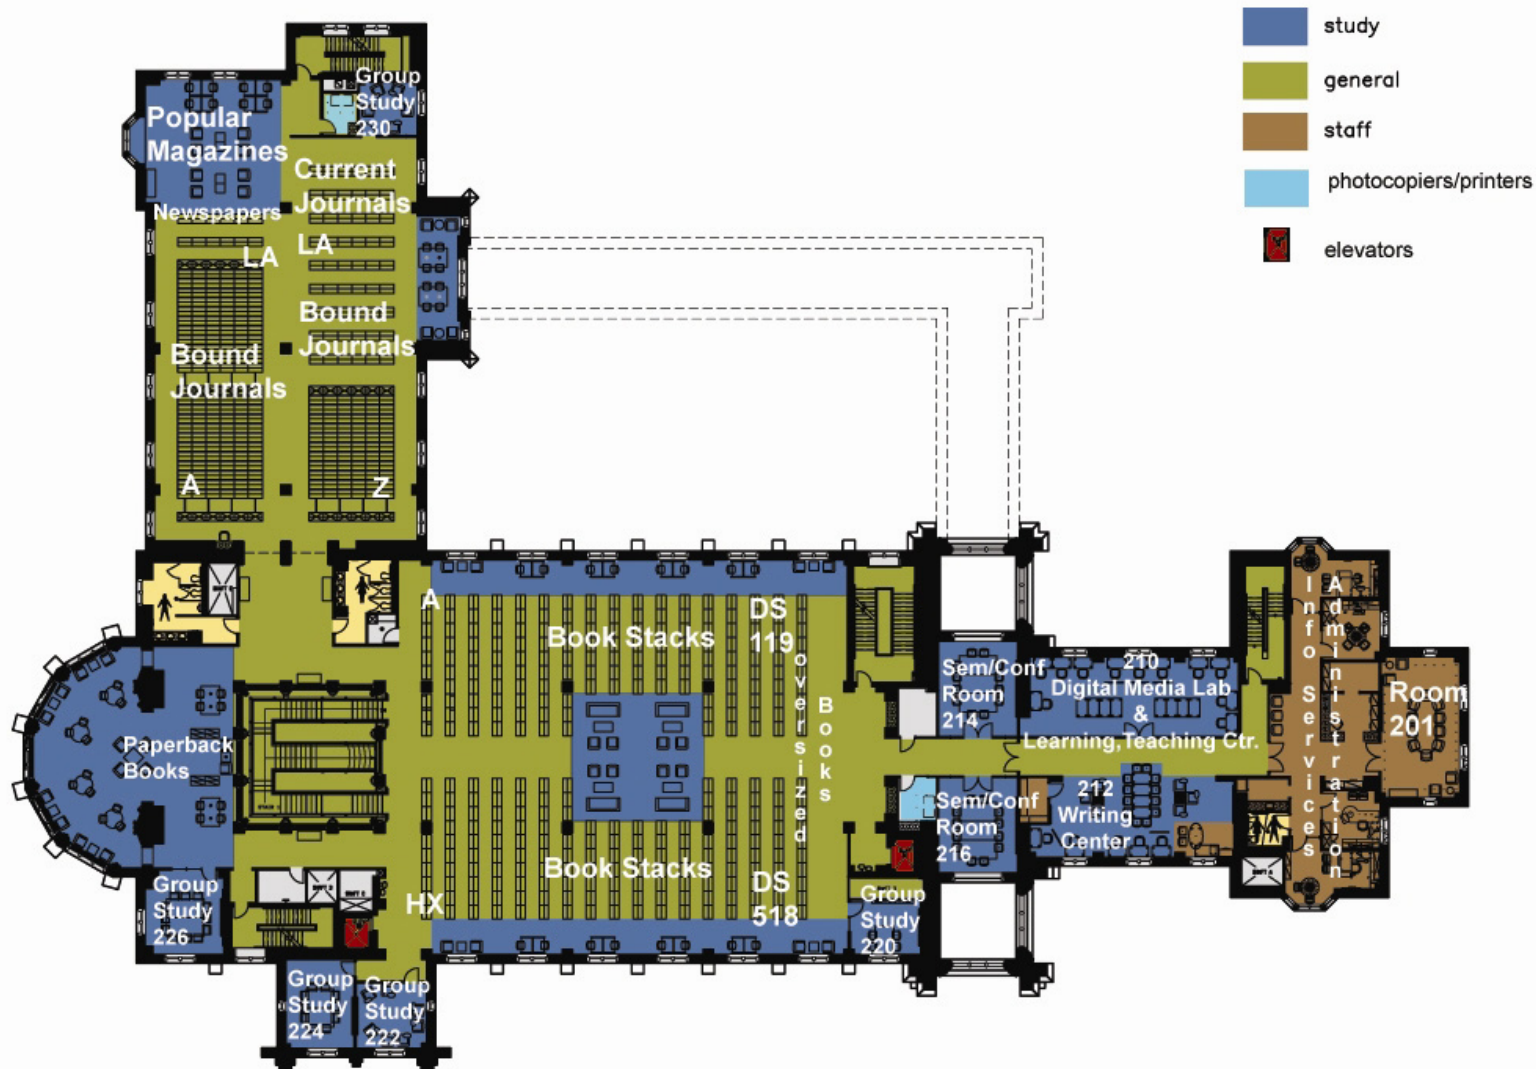 study
general
staff
photocopiers/printers
elevators
Group
Study
230
Popular
Magazines
Current
Journals
Newspapers
LA
LA
Bound
Journals
Bound
Journals
A
Z
A
Book Stacks
DS
119
oversized
Books
Paperback
Books
Book Stacks
HX
DS
518
Group
Study
226
Group
Study
224
Group
Study
222
Group
Study
220
Sem/Conf
Room
214
Sem/Conf
Room
216
210
Digital Media Lab
&
Learning,Teaching Ctr.
212
Writing
Center
Info Services
Administration
Room
201